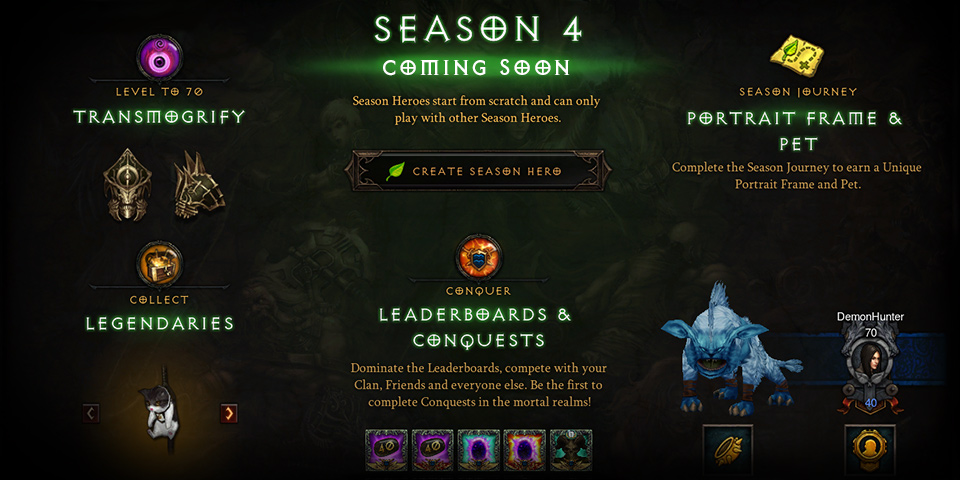 SEASON 4
COMING SOON
Season Heroes start from scratch and can only
play with other Season Heroes.
CREATE SEASON HERO
LEVEL TO 70
TRANSMOGRIFY
COLLECT
LEGENDARIES
CONQUER
LEADERBOARDS &
CONQUESTS
Dominate the Leaderboards, compete with your
Clan, Friends and everyone else. Be the first to
complete Conquests in the mortal realms!
SEASON JOURNEY
PORTRAIT FRAME &
PET
Complete the Season Journey to earn a Unique
Portrait Frame and Pet.
DemonHunter
70
40